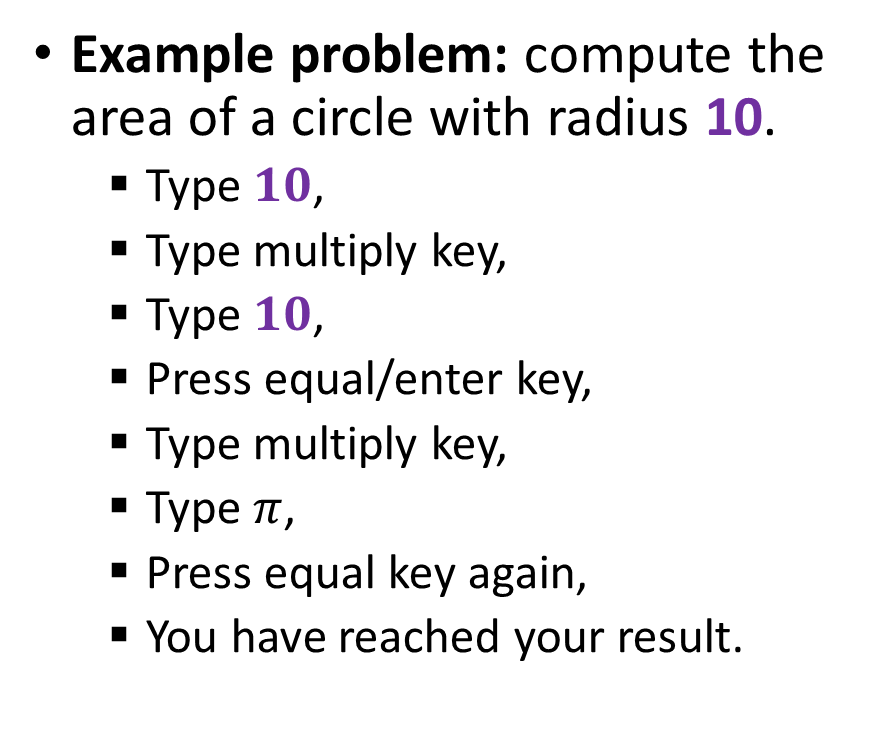 • Example problem: compute the
area of a circle with radius 10.
▪ Type 10,
▪ Type multiply key,
▪ Type 10,
▪ Press equal/enter key,
▪ Type multiply key,
▪ Type π,
▪ Press equal key again,
▪ You have reached your result.